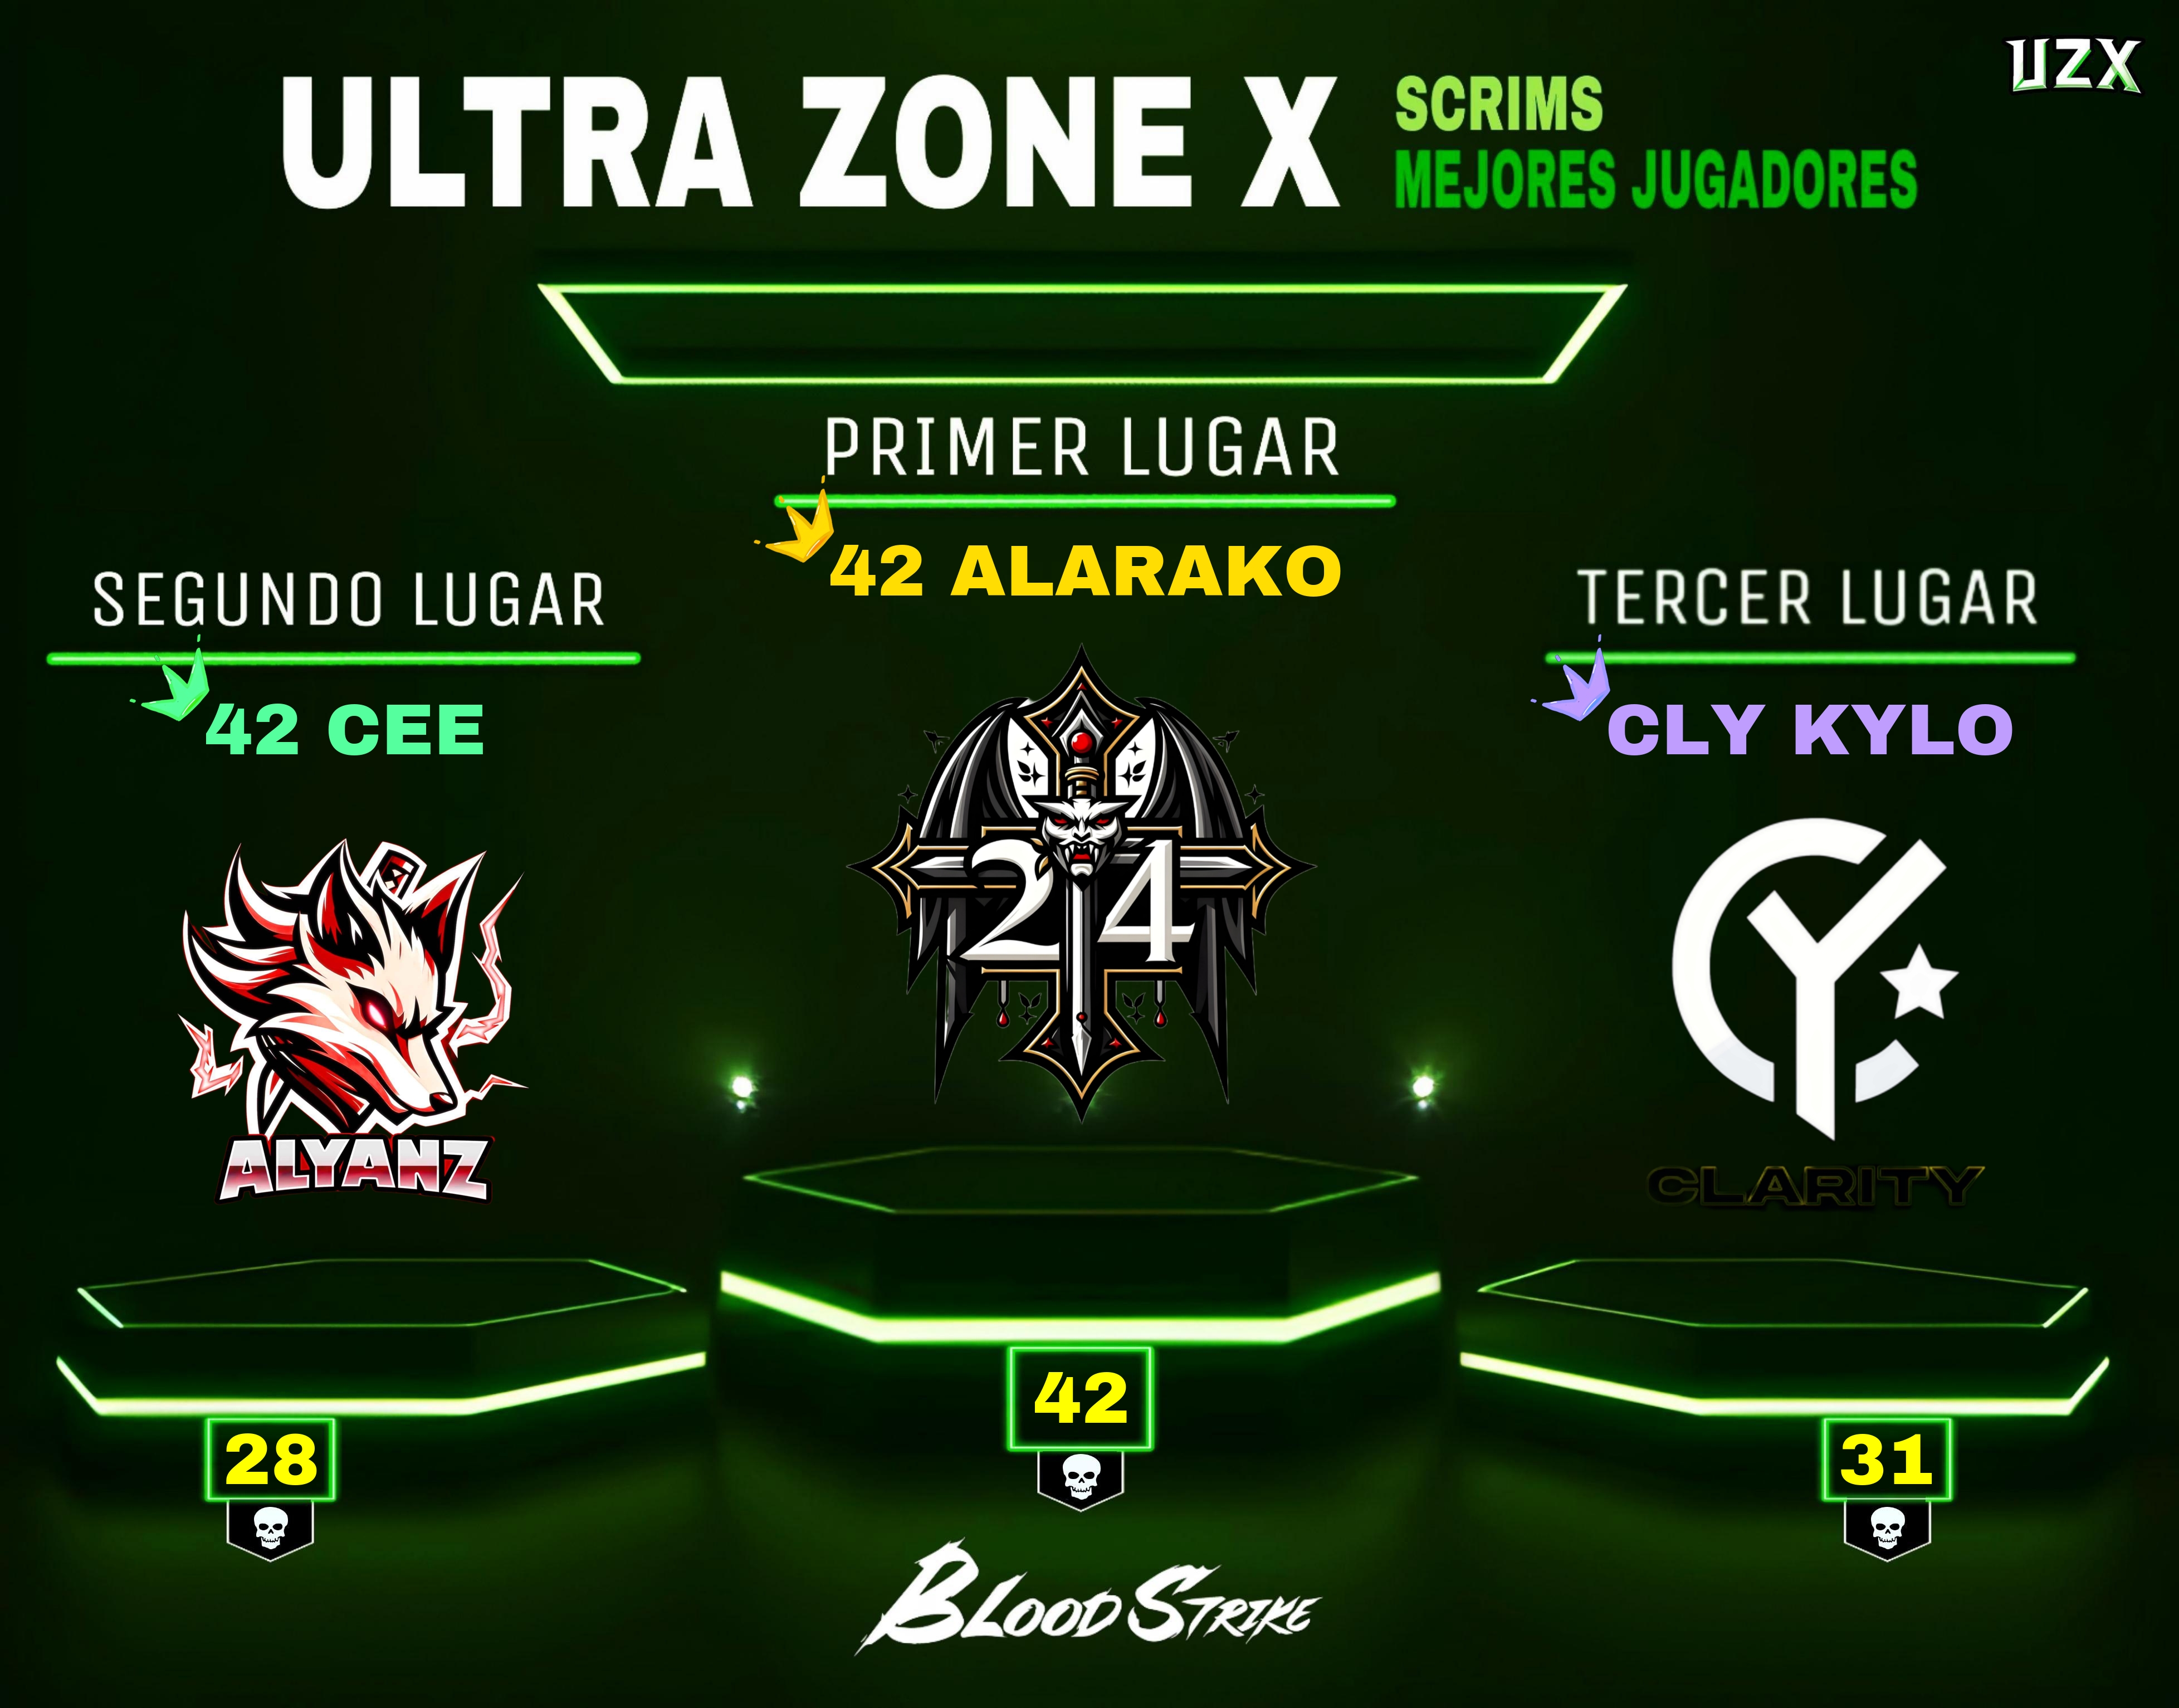 UZX
ULTRA ZONE X
SCRIMS
MEJORES JUGADORES
PRIMER LUGAR
42 ALARAKO
SEGUNDO LUGAR
42 CEE
TERCER LUGAR
CLY KYLO
24
ALYANZ
CY
CLARITY
42
28
31
BLOOD STRIKE